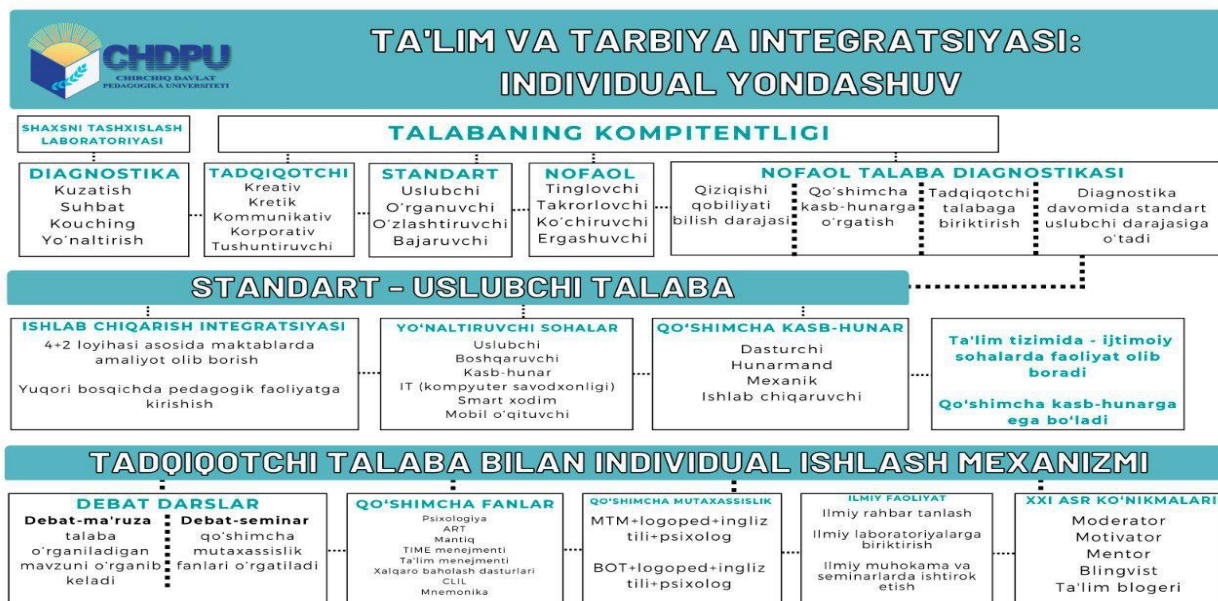 CHDPU
CHIRCHIQ DAVLAT
PEDAGOGIKA UNIVERSITETI
TA'LIM VA TARBIYA INTEGRATSIYASI:
INDIVIDUAL YONDASHUV
SHAXSNI TASHXISLASH
LABORATORIYASI
TALABANING KOMPITENTLIGI
DIAGNOSTIKA
Kuzatish
Suhbat
Kouching
Yo'naltirish
TADQIQOTCHI
Kreativ
Kretik
Kommunikativ
Korporativ
Tushuntiruvchi
STANDART
Uslubchi
O'rganuvchi
O'zlashtiruvchi
Bajaruvchi
NOFAOL
Tinglovchi
Takrorlovchi
Ko'chiruvchi
Ergashuvchi
NOFAOL TALABA DIAGNOSTIKASI
Qiziqishi
qobiliyati
bilish darajasi
Qo'shimcha
kasb-hunarga
o'rgatish
Tadqiqotchi
talabaga
biriktirish
Diagnostika
davomida standart
uslubchi darajasiga
o'tadi
STANDART - USLUBCHI TALABA
ISHLAB CHIQARISH INTEGRATSIYASI
4+2 loyihasi asosida maktablarda
amaliyot olib borish
Yuqori bosqichda pedagogik faoliyatga
kirishish
YO'NALTIRUVCHI SOHALAR
Uslubchi
Boshqaruvchi
Kasb-hunar
IT (kompyuter savodxonligi)
Smart xodim
Mobil o'qituvchi
QO'SHIMCHA KASB-HUNAR
Dasturchi
Hunarmand
Mexanik
Ishlab chiqaruvchi
Ta'lim tizimida - ijtimoiy
sohalarda faoliyat olib
boradi
Qo'shimcha kasb-hunarga
ega bo'ladi
TADQIQOTCHI TALABA BILAN INDIVIDUAL ISHLASH MEXANIZMI
DEBAT DARSLAR
Debat-ma'ruza
talaba
o'rganiladigan
mavzuni o'rganib
keladi
Debat-seminar
qo'shimcha
mutaxassislik
fanlari o'rgatiladi
QO'SHIMCHA FANLAR
Psixologiya
ART
Mantiq
TIME menejmenti
Ta'lim menejmenti
Xalqaro baholash dasturlari
CLIL
Mnemonika
QO'SHIMCHA MUTAXASSISLIK
MTM+logoped+ingliz
tili+psixolog
BOT+logoped+ingliz
tili+psixolog
ILMIY FAOLIYAT
Ilmiy rahbar tanlash
Ilmiy laboratoriyalarga
biriktirish
Ilmiy muhokama va
seminarlarda ishtirok
etish
XXI ASR KO'NIKMALARI
Moderator
Motivator
Mentor
Blingvist
Ta'lim blogeri